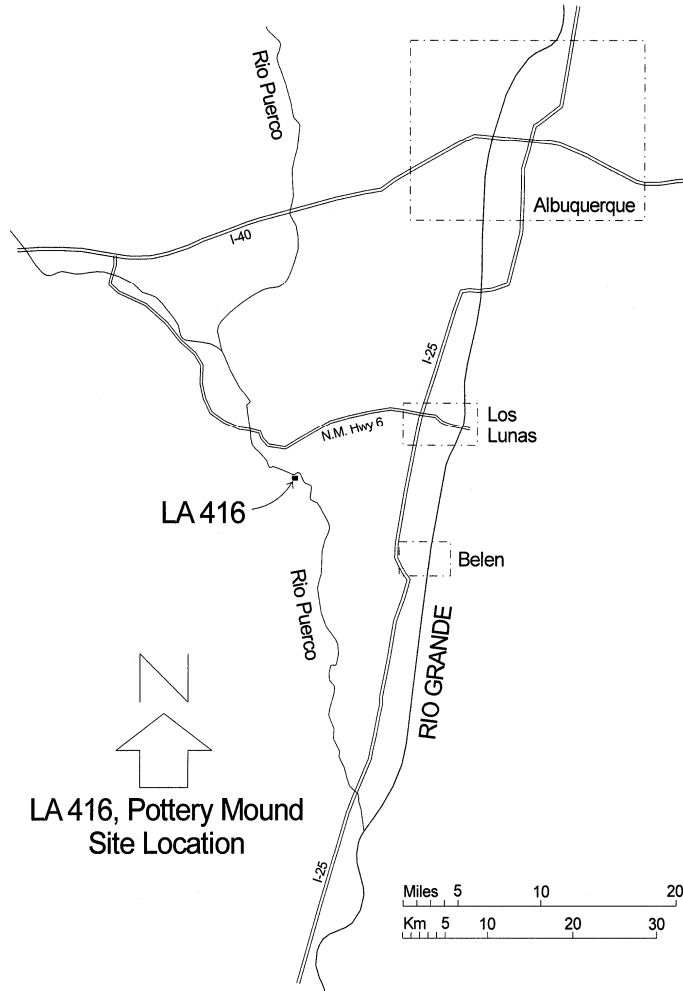 Rio Puerco
Albuquerque
I-40
I-25
Los
Lunas
N.M. Hwy 6
LA 416
Belen
Rio Puerco
RIO GRANDE
N
LA 416, Pottery Mound
Site Location
I-25
Miles 5 10 20
Km 5 10 20 30